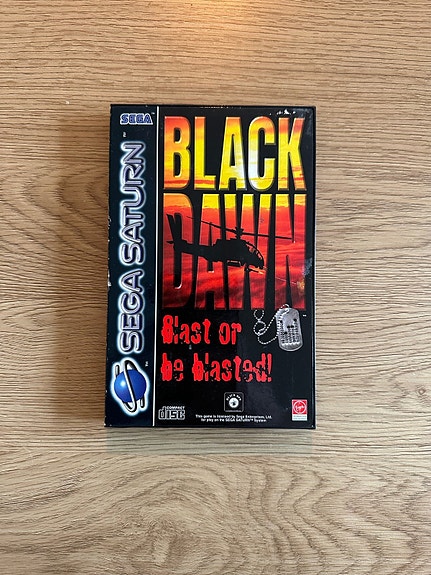 SEGA
SEGA SATURN
BLACK
DAWN
Blast or
be blasted!
COMPACT
disc
This game is licensed by Sega Enterprises, Ltd.
for play on the SEGA SATURN™ System